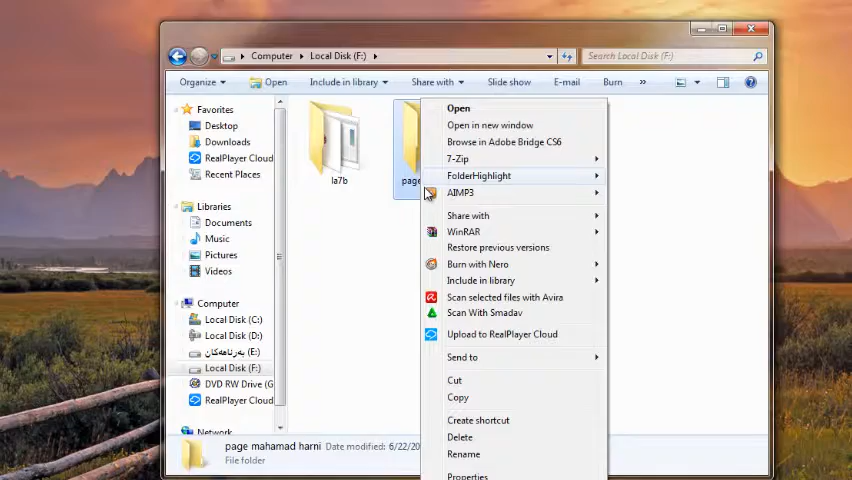 Computer
Local Disk (F:)
Search Local Disk (F:)
Organize
Open
Include in library
Share with
Slide show
E-mail
Burn
»
Favorites
Desktop
Downloads
RealPlayer Cloud
Recent Places
Libraries
Documents
Music
Pictures
Videos
Computer
Local Disk (C:)
Local Disk (D:)
بەرنامەکان (E:)
Local Disk (F:)
DVD RW Drive (G
RealPlayer Cloud
Network
la7b
page
Open
Open in new window
Browse in Adobe Bridge CS6
7-Zip
FolderHighlight
AIMP3
Share with
WinRAR
Restore previous versions
Burn with Nero
Include in library
Scan selected files with Avira
Scan With Smadav
Upload to RealPlayer Cloud
Send to
Cut
Copy
Create shortcut
Delete
Rename
Properties
page mahamad harni Date modified: 6/22/20
File folder